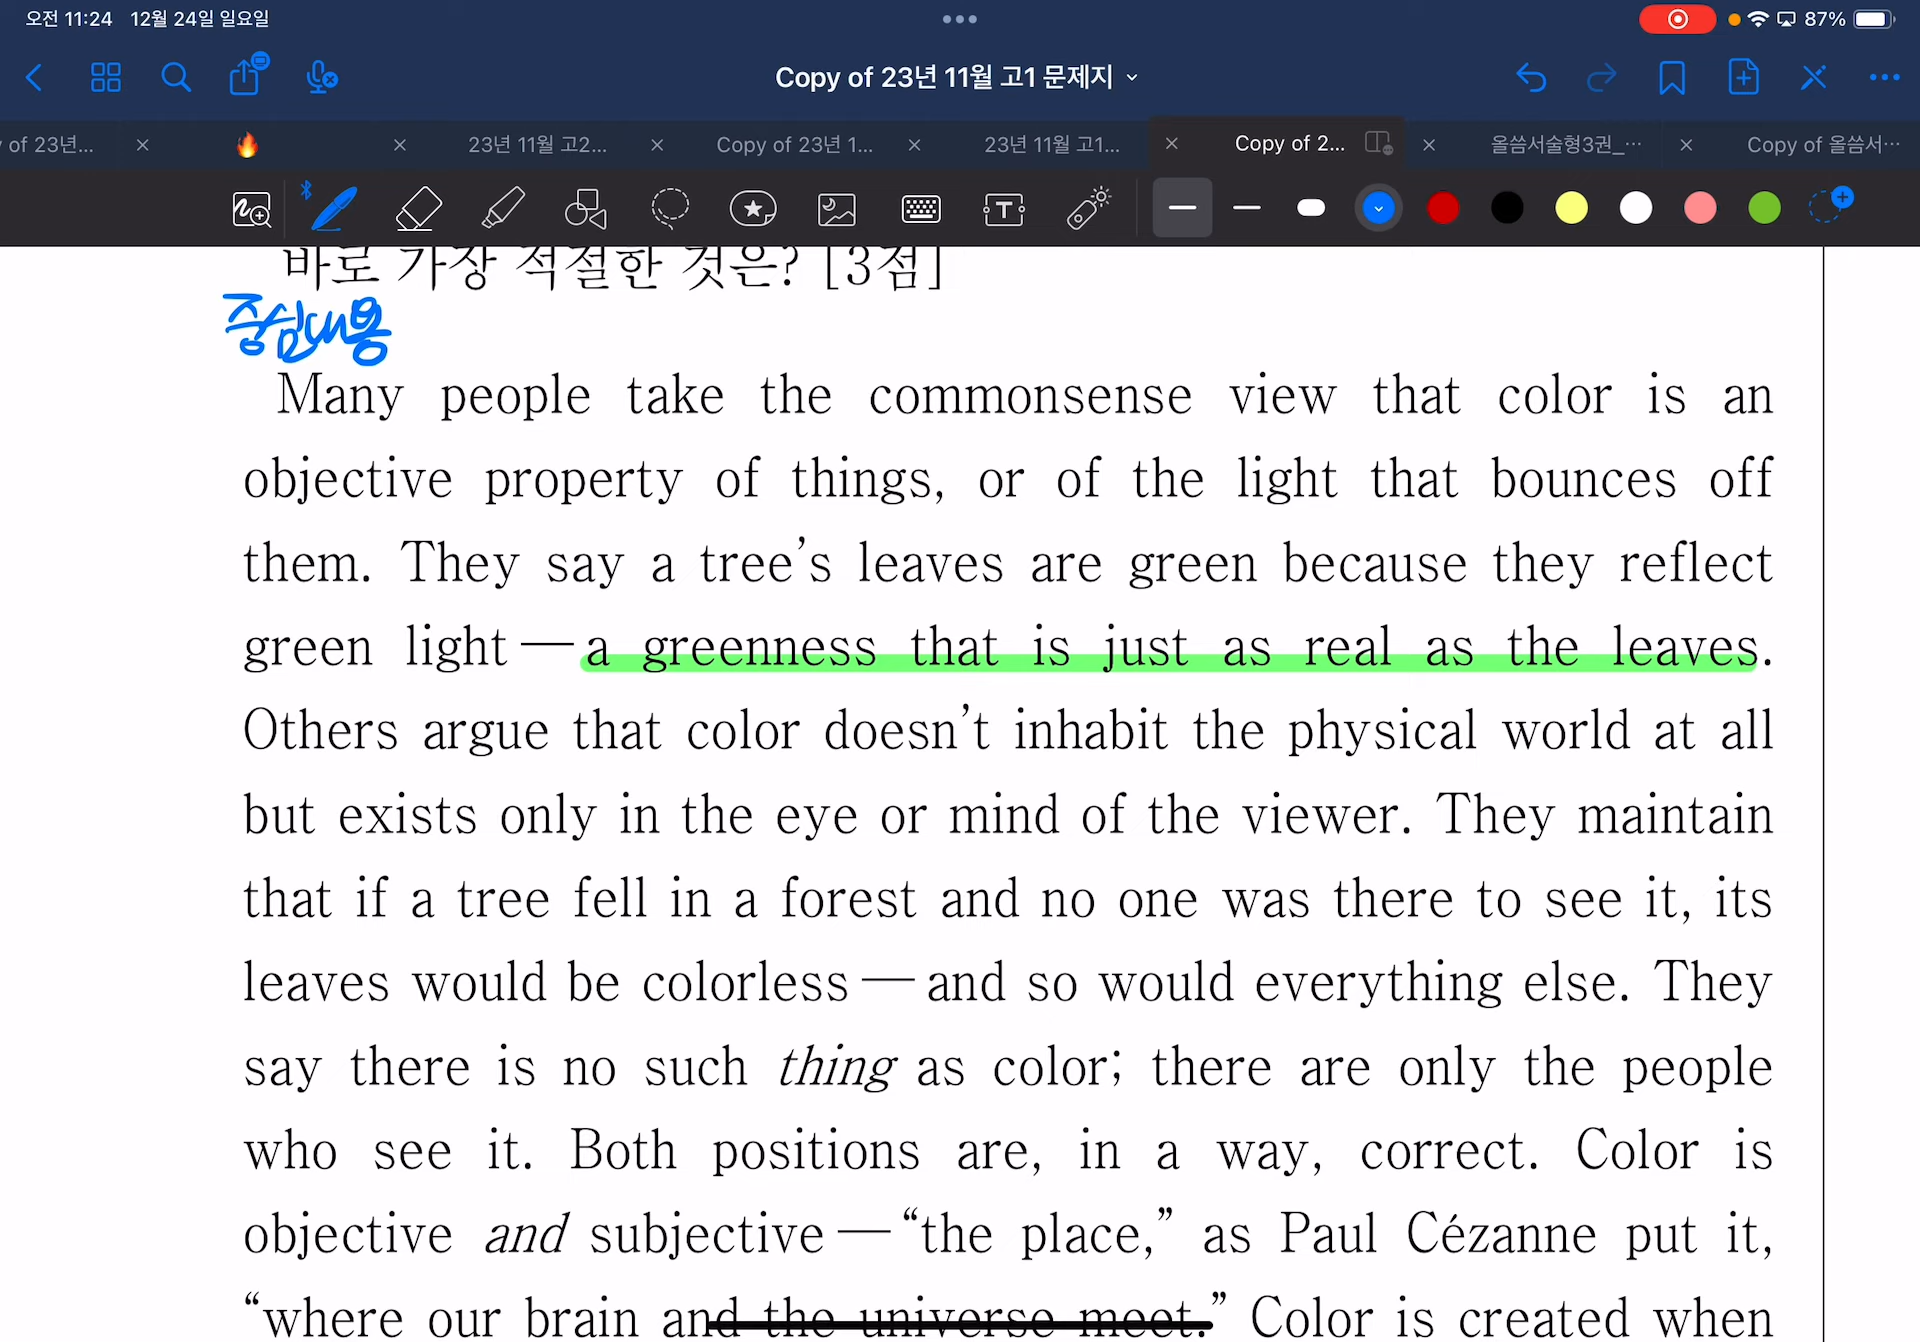 오전 11:24 12월 24일 일요일
87%
Copy of 23년 11월 고1 문제지
of 23년...
23년 11월 고2...
Copy of 23년 1...
23년 11월 고1...
Copy of 2...
올씀서술형3권_...
Copy of 올씀서...
바로 가장 적절한 것은? [3점]
중심내용
Many people take the commonsense view that color is an
objective property of things, or of the light that bounces off
them. They say a tree’s leaves are green because they reflect
green light—a greenness that is just as real as the leaves.
Others argue that color doesn’t inhabit the physical world at all
but exists only in the eye or mind of the viewer. They maintain
that if a tree fell in a forest and no one was there to see it, its
leaves would be colorless—and so would everything else. They
say there is no such thing as color; there are only the people
who see it. Both positions are, in a way, correct. Color is
objective and subjective—“the place,” as Paul Cézanne put it,
“where our brain and the universe meet.” Color is created when